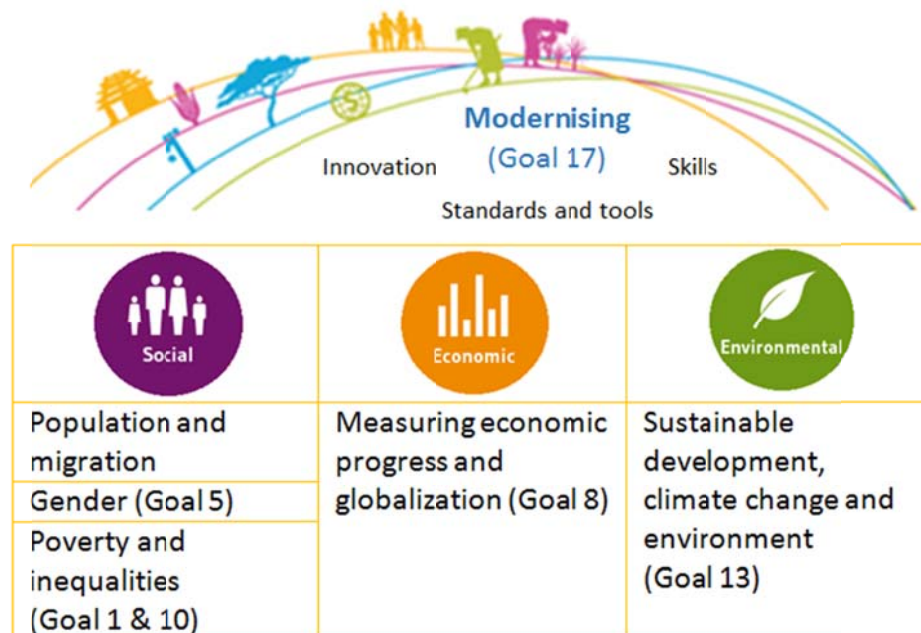 Modernising
(Goal 17)
Innovation
Skills
Standards and tools
Social
Economic
Environmental
Population and
migration
Gender (Goal 5)
Poverty and
inequalities
(Goal 1 & 10)
Measuring economic
progress and
globalization (Goal 8)
Sustainable
development,
climate change and
environment
(Goal 13)